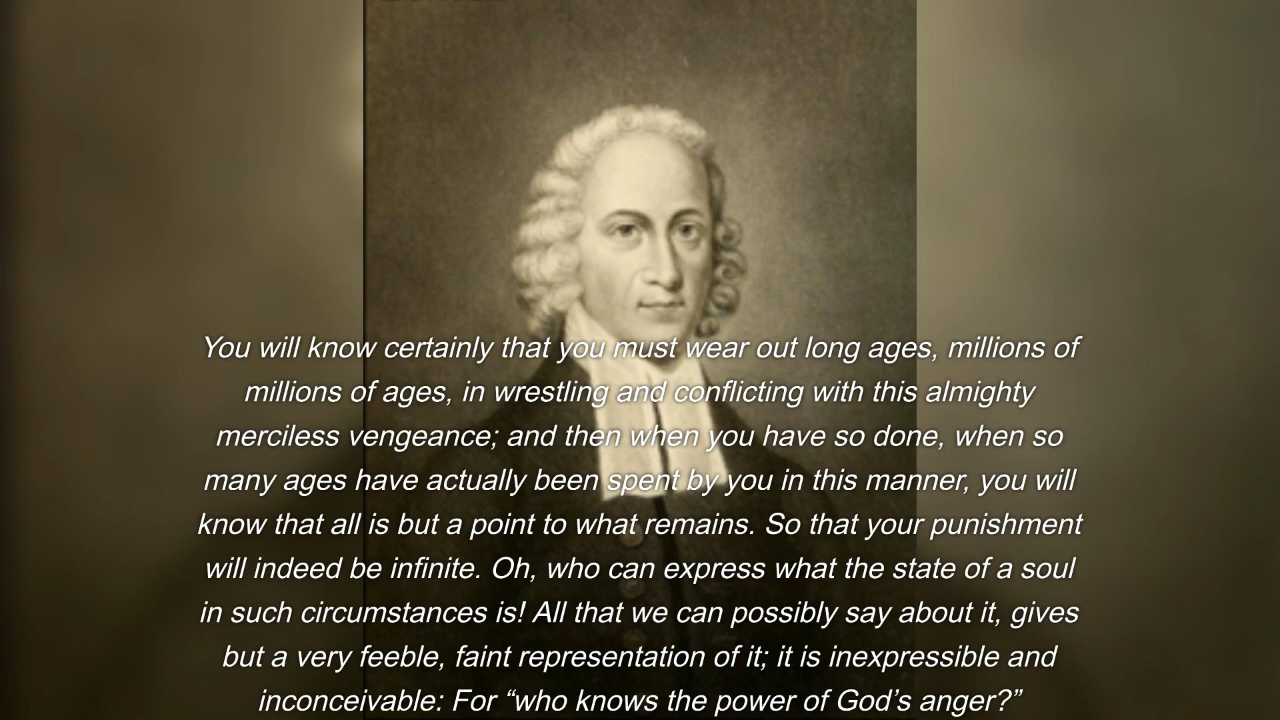 You will know certainly that you must wear out long ages, millions of
millions of ages, in wrestling and conflicting with this almighty
merciless vengeance; and then when you have so done, when so
many ages have actually been spent by you in this manner, you will
know that all is but a point to what remains. So that your punishment
will indeed be infinite. Oh, who can express what the state of a soul
in such circumstances is! All that we can possibly say about it, gives
but a very feeble, faint representation of it; it is inexpressible and
inconceivable: For “who knows the power of God’s anger?”